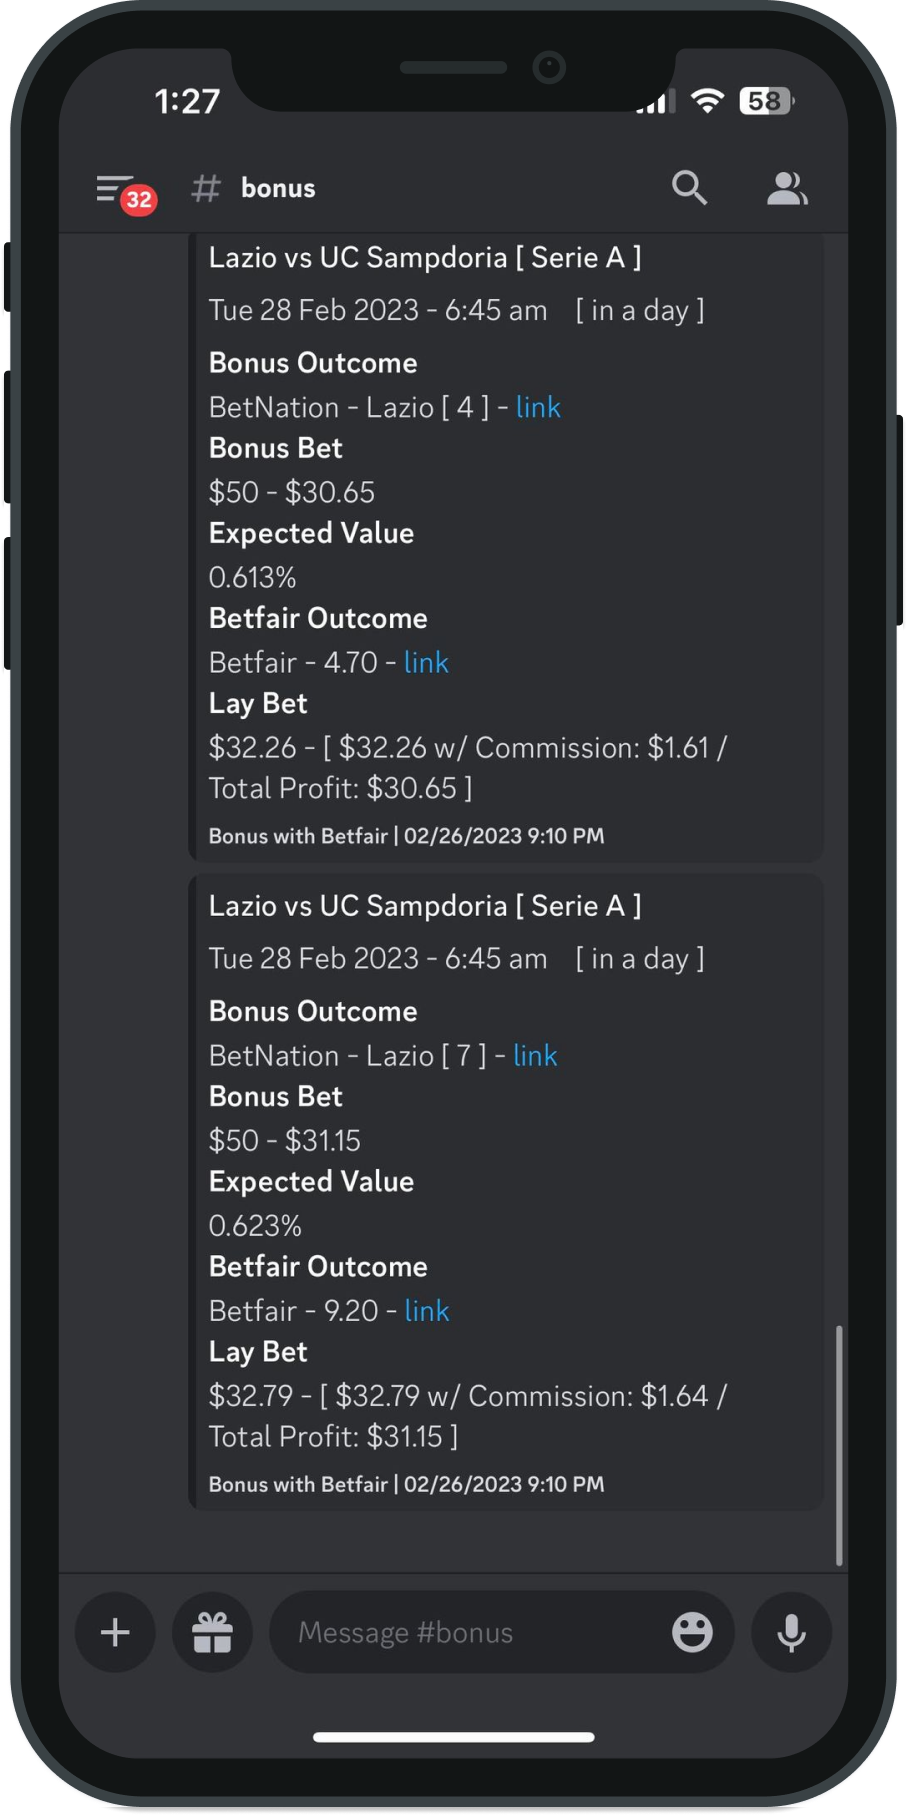 1:27
58
32
# bonus
Lazio vs UC Sampdoria [ Serie A ]
Tue 28 Feb 2023 - 6:45 am [ in a day ]
Bonus Outcome
BetNation - Lazio [ 4 ] - link
Bonus Bet
$50 - $30.65
Expected Value
0.613%
Betfair Outcome
Betfair - 4.70 - link
Lay Bet
$32.26 - [ $32.26 w/ Commission: $1.61 /
Total Profit: $30.65 ]
Bonus with Betfair | 02/26/2023 9:10 PM
Lazio vs UC Sampdoria [ Serie A ]
Tue 28 Feb 2023 - 6:45 am [ in a day ]
Bonus Outcome
BetNation - Lazio [ 7 ] - link
Bonus Bet
$50 - $31.15
Expected Value
0.623%
Betfair Outcome
Betfair - 9.20 - link
Lay Bet
$32.79 - [ $32.79 w/ Commission: $1.64 /
Total Profit: $31.15 ]
Bonus with Betfair | 02/26/2023 9:10 PM
Message #bonus